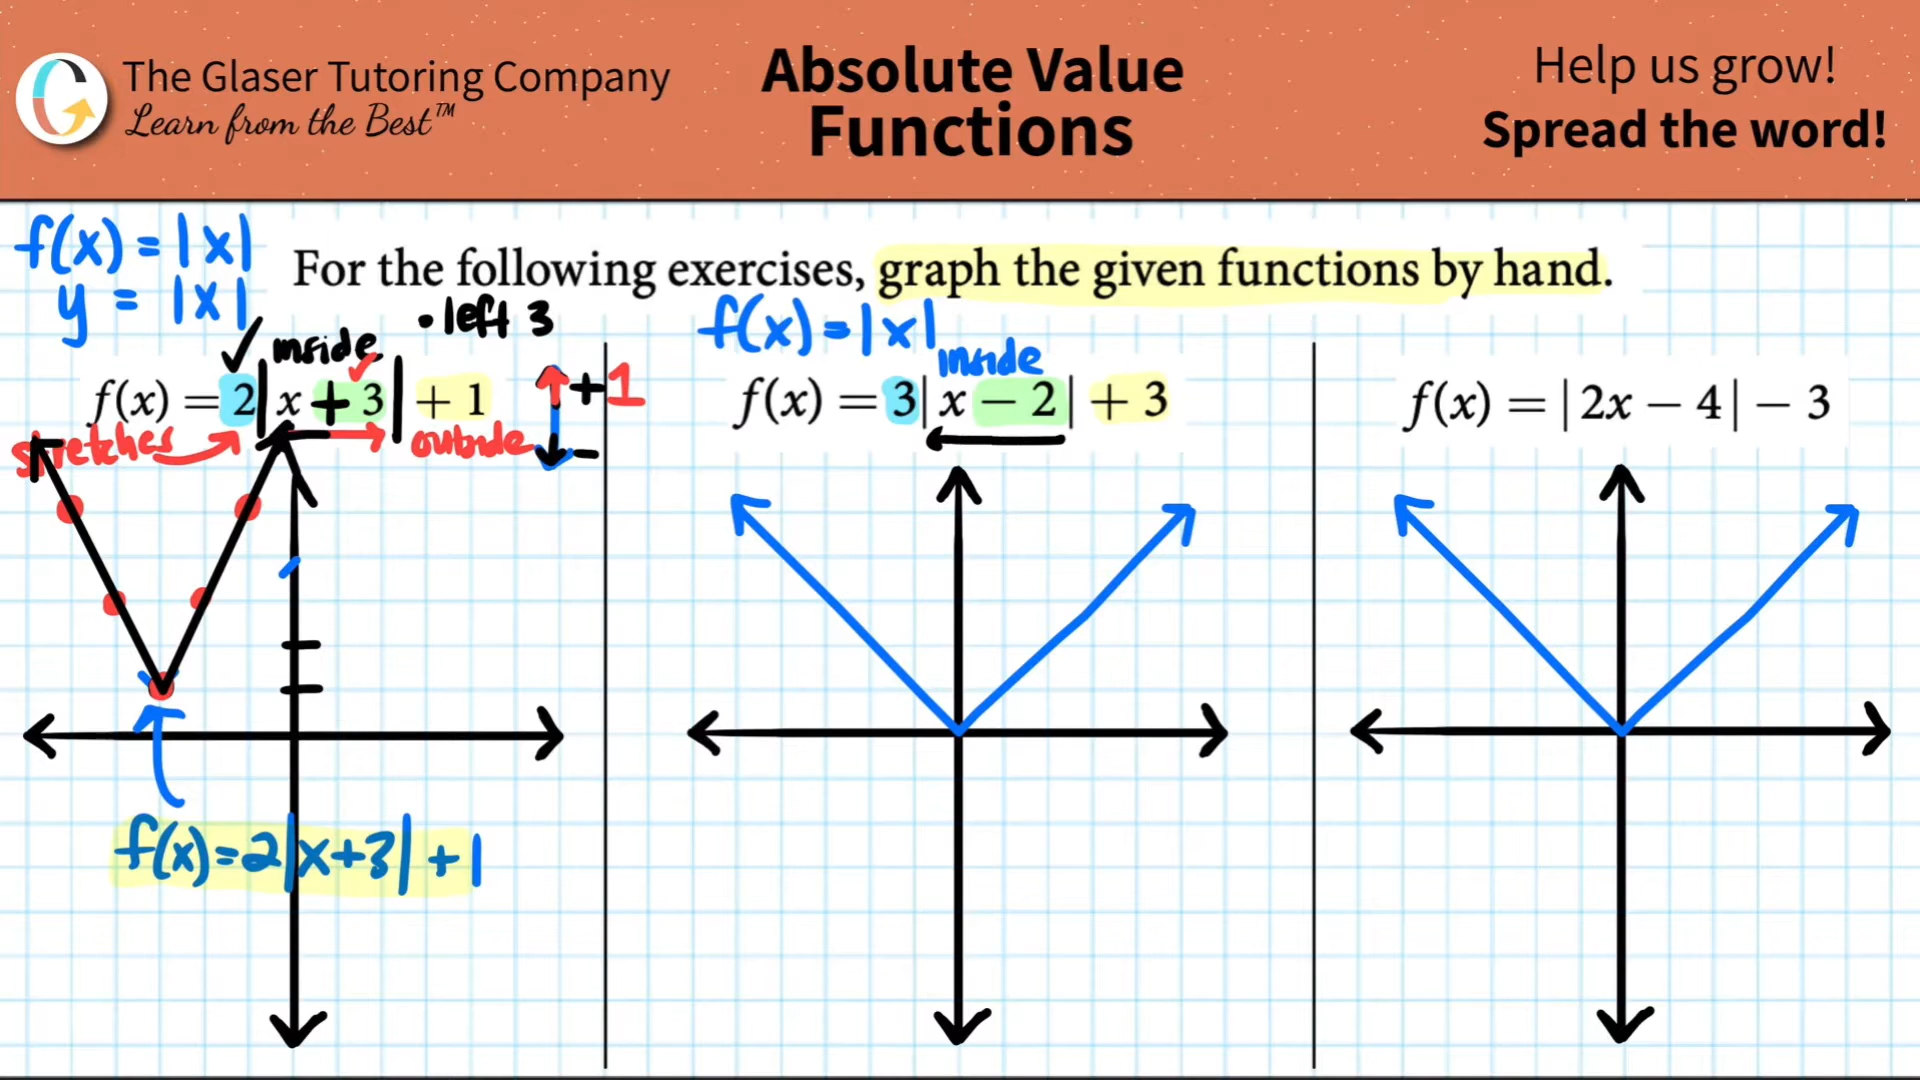 The Glaser Tutoring Company
Learn from the Best™
Absolute Value
Functions
Help us grow!
Spread the word!
f(x) = |x|
y = |x|
For the following exercises, graph the given functions by hand.
inside
• left 3
f(x) = 2|x + 3| + 1
stretches
outside
+1
−
f(x) = 2|x+3| + 1
f(x) = |x|
inside
f(x) = 3|x − 2| + 3
f(x) = |2x − 4| − 3